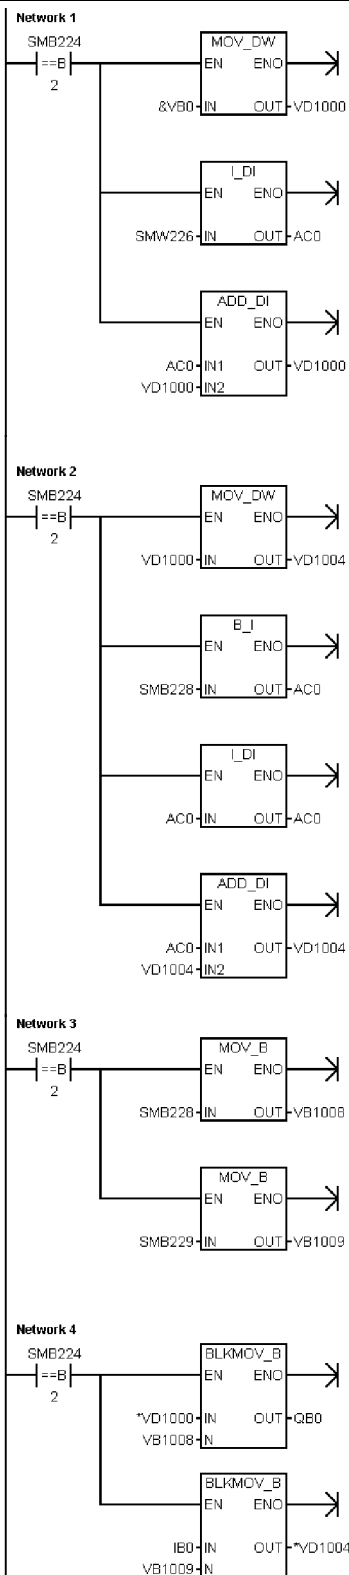 Network 1
SMB224
==B
2
MOV_DW
EN ENO
&VB0 IN OUT VD1000
I_DI
EN ENO
SMW226 IN OUT AC0
ADD_DI
EN ENO
AC0 IN1 OUT VD1000
VD1000 IN2
Network 2
SMB224
==B
2
MOV_DW
EN ENO
VD1000 IN OUT VD1004
B_I
EN ENO
SMB228 IN OUT AC0
I_DI
EN ENO
AC0 IN OUT AC0
ADD_DI
EN ENO
AC0 IN1 OUT VD1004
VD1004 IN2
Network 3
SMB224
==B
2
MOV_B
EN ENO
SMB228 IN OUT VB1008
MOV_B
EN ENO
SMB229 IN OUT VB1009
Network 4
SMB224
==B
2
BLKMOV_B
EN ENO
*VD1000 IN OUT QB0
VB1008 N
BLKMOV_B
EN ENO
IB0 IN OUT *VD1004
VB1009 N